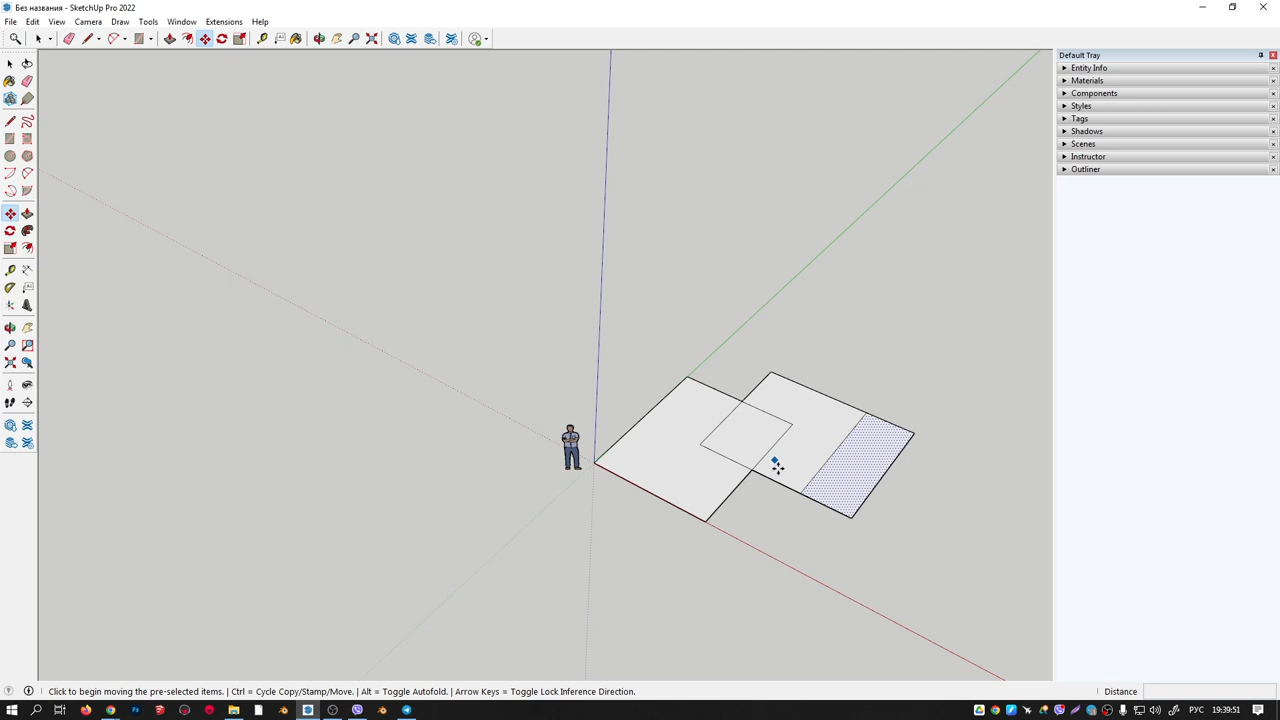 Без названия - SketchUp Pro 2022
File Edit View Camera Draw Tools Window Extensions Help
Default Tray
Entity Info
Materials
Components
Styles
Tags
Shadows
Scenes
Instructor
Outliner
Click to begin moving the pre-selected items. | Ctrl = Cycle Copy/Stamp/Move. | Alt = Toggle Autofold. | Arrow Keys = Toggle Lock Inference Direction.
Distance
РУС 19:39:51